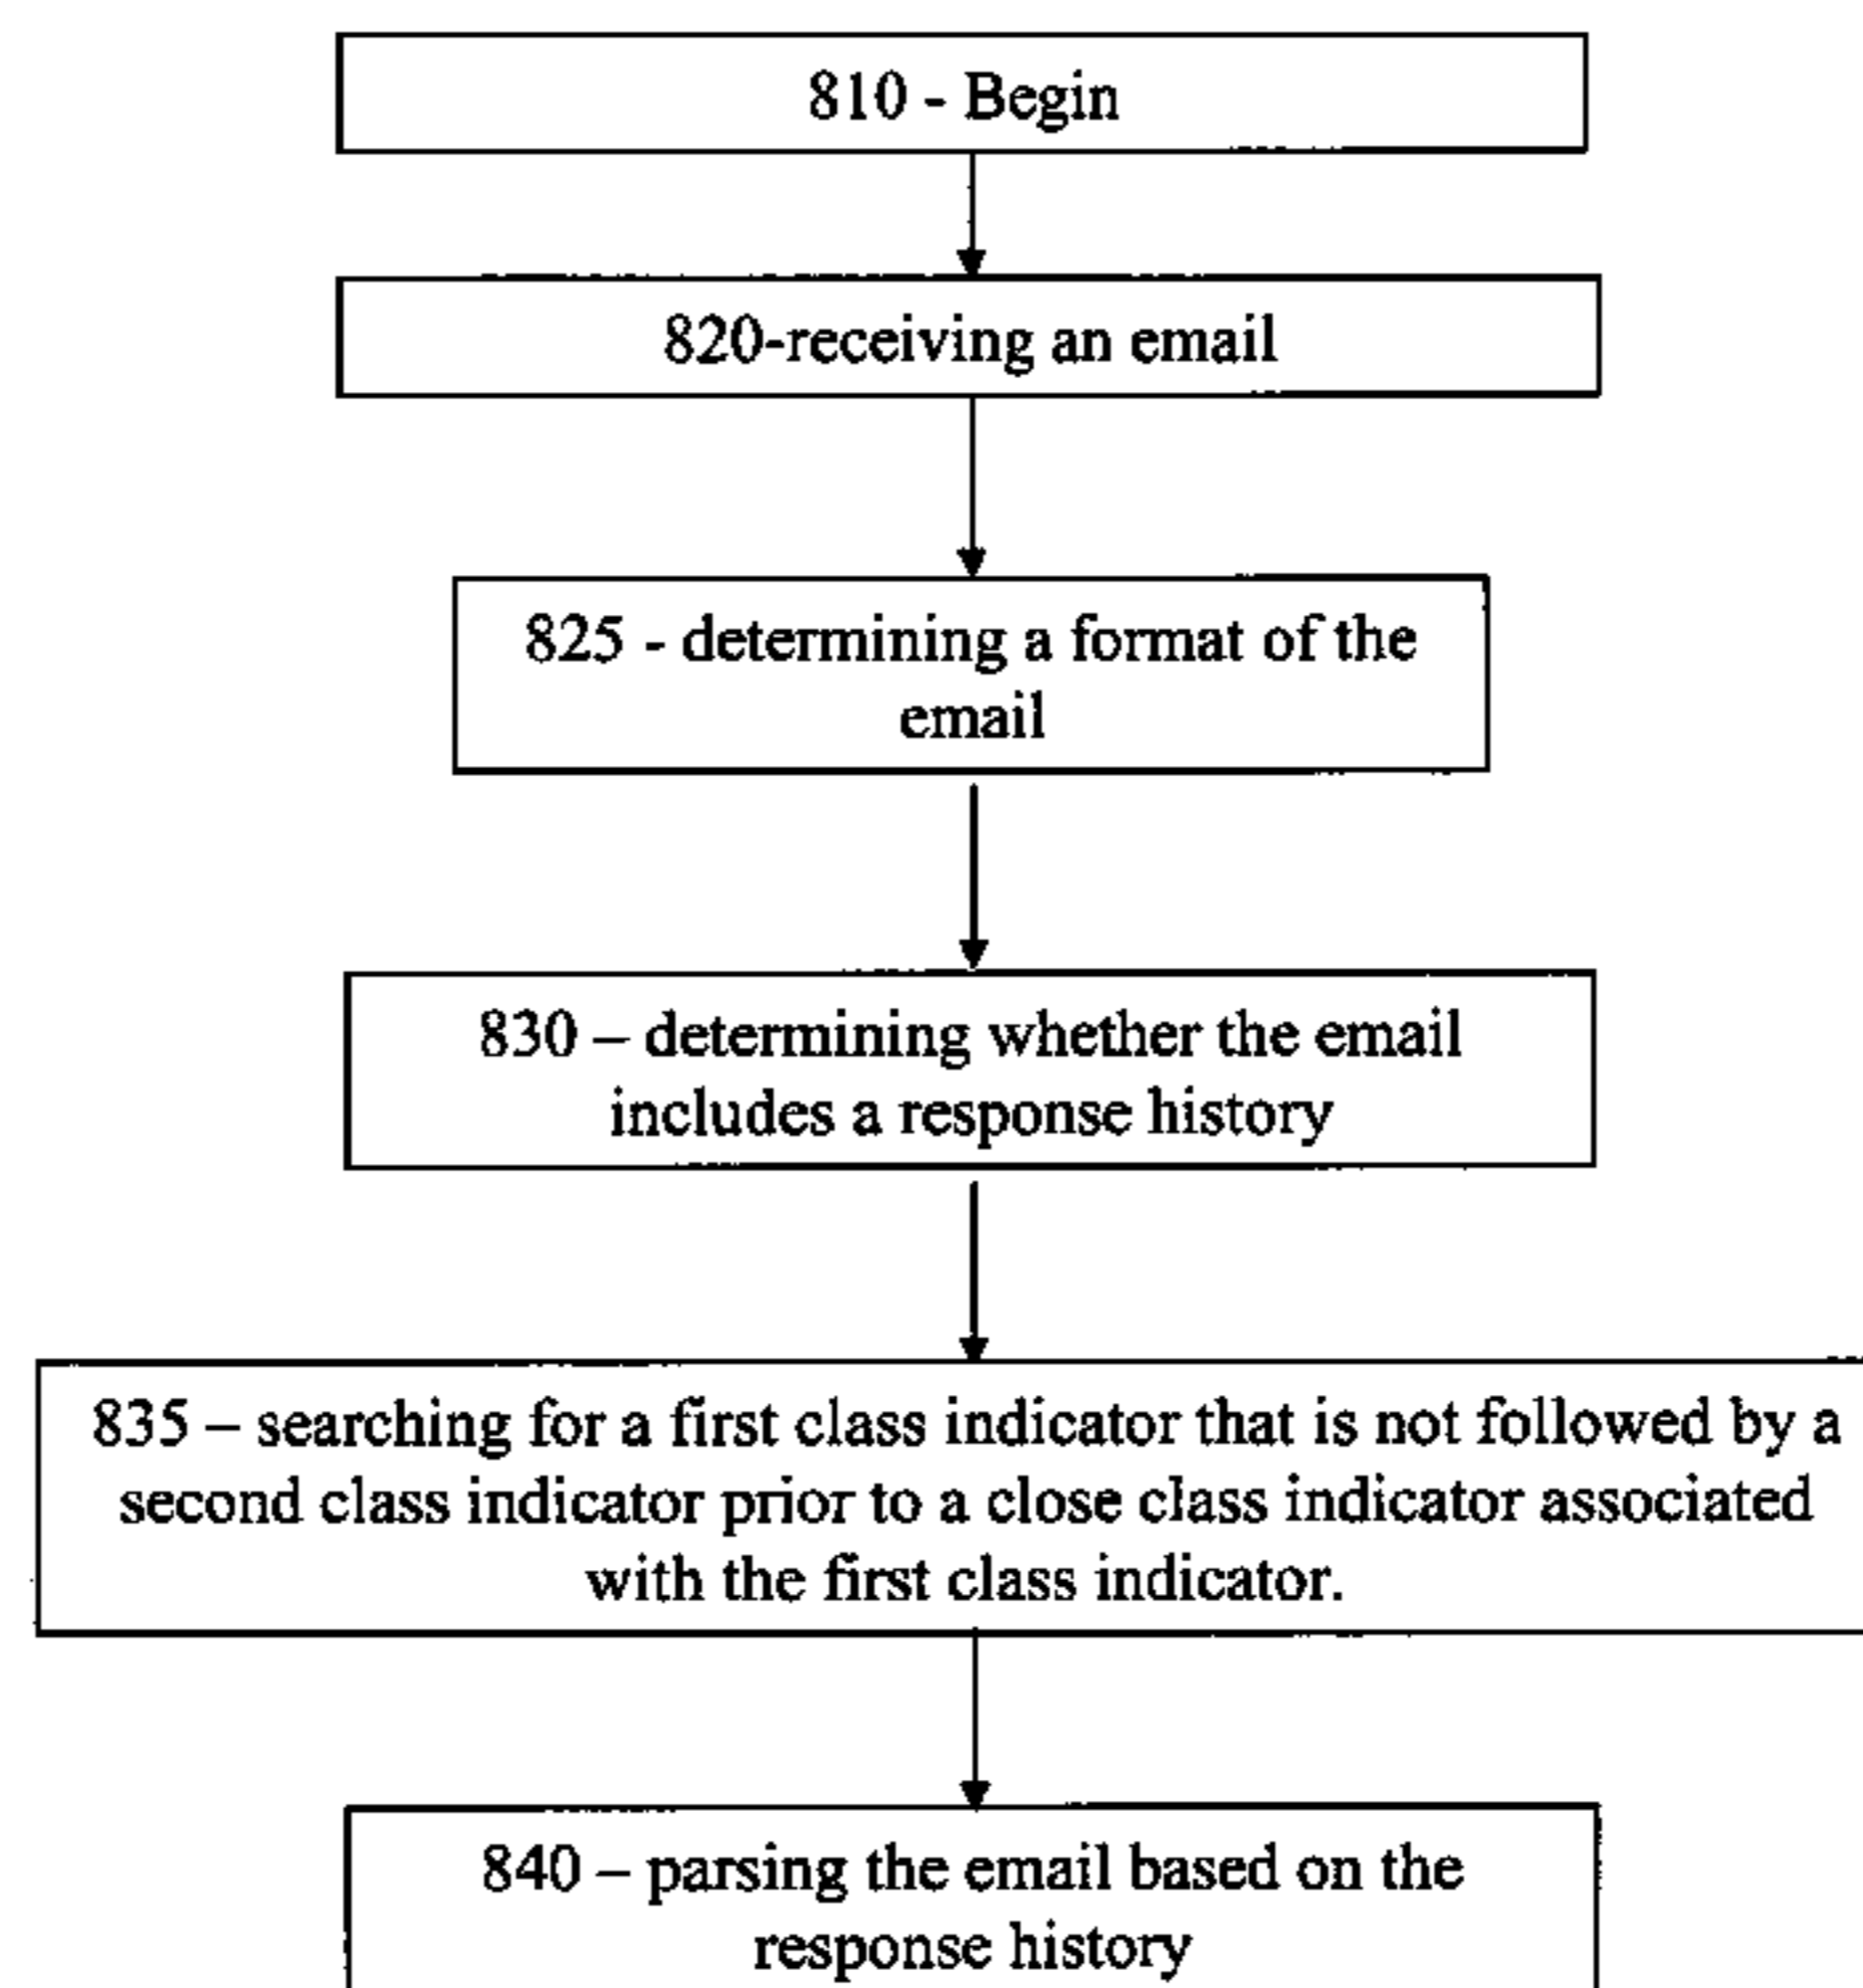 810 - Begin
820-receiving an email
825 - determining a format of the
email
830 – determining whether the email
includes a response history
835 – searching for a first class indicator that is not followed by a
second class indicator prior to a close class indicator associated
with the first class indicator.
840 – parsing the email based on the
response history